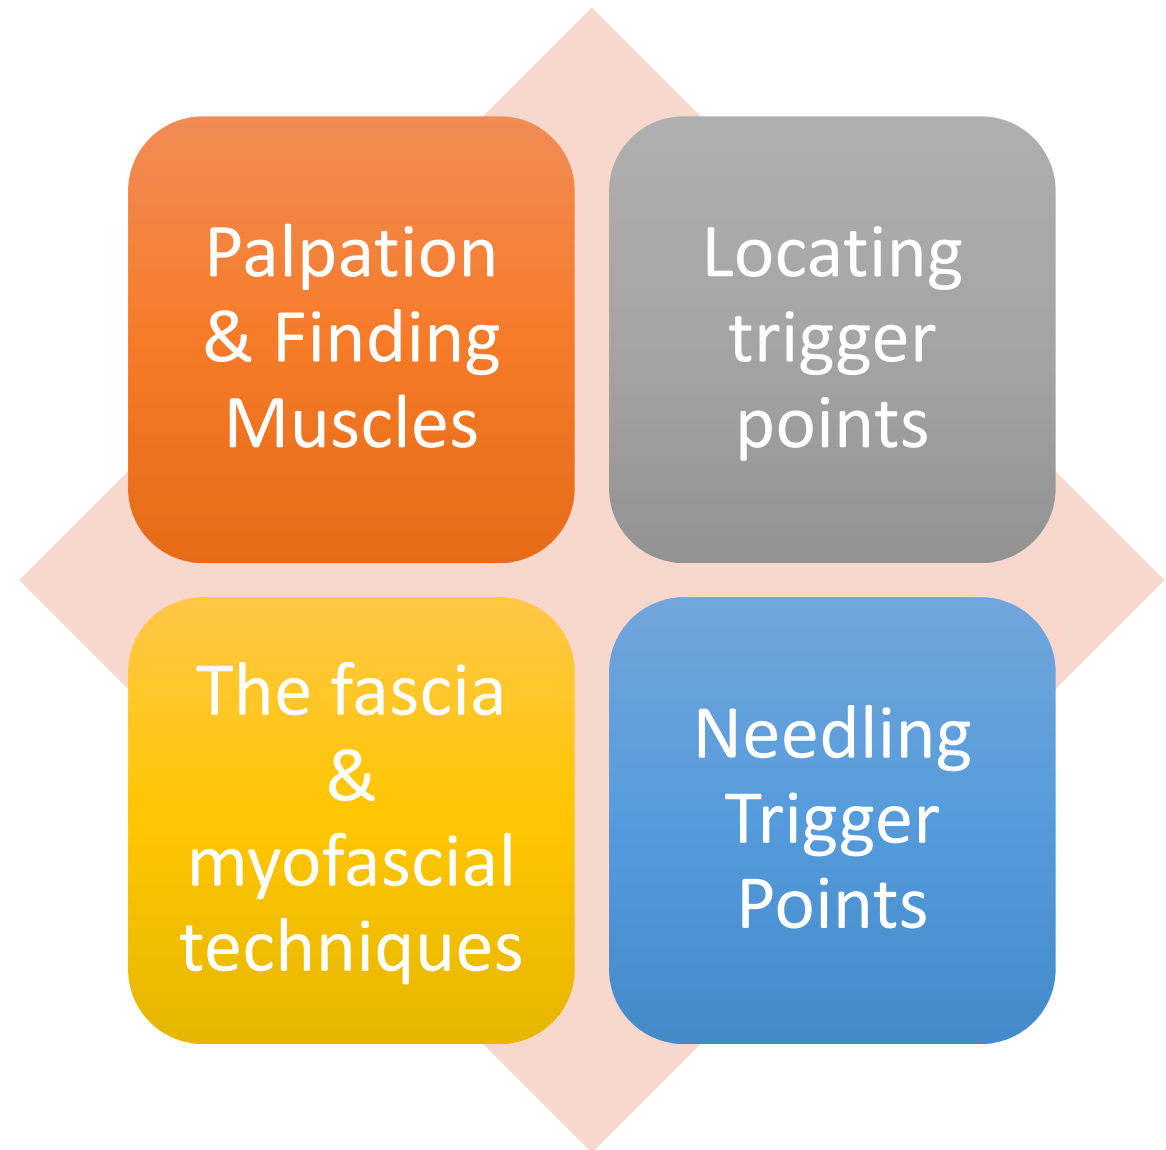 Palpation
& Finding
Muscles
Locating
trigger
points
The fascia
&
myofascial
techniques
Needling
Trigger
Points